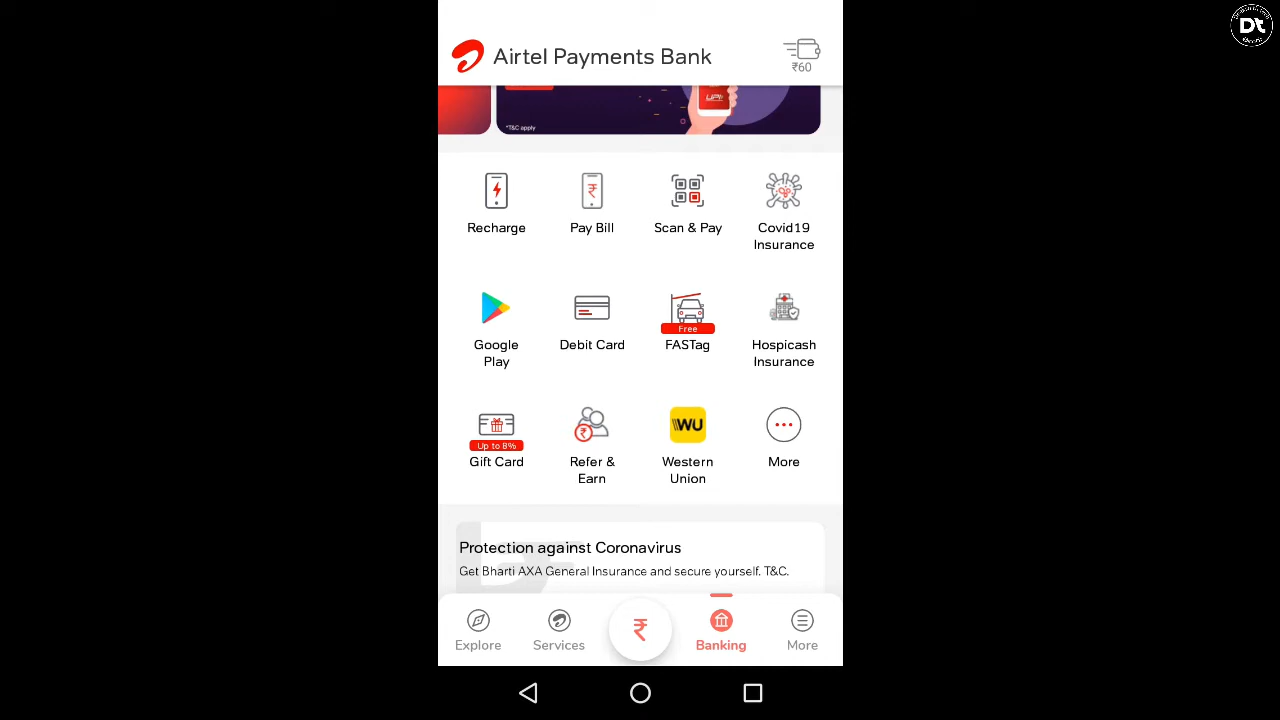 Dt
Airtel Payments Bank
₹60
UPI
*T&C apply
Recharge
Pay Bill
Scan & Pay
Covid19
Insurance
Google
Play
Debit Card
Free
FASTag
Hospicash
Insurance
Up to 8%
Gift Card
Refer &
Earn
WU
Western
Union
More
Protection against Coronavirus
Get Bharti AXA General Insurance and secure yourself. T&C.
Explore
Services
₹
Banking
More